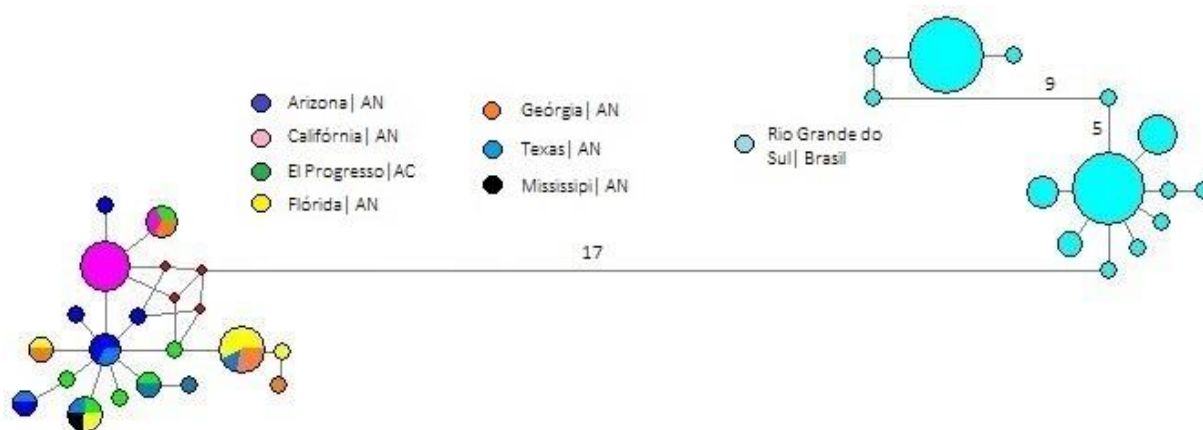 Arizona| AN
Califórnia| AN
El Progresso|AC
Flórida| AN
Geórgia| AN
Texas| AN
Mississipi| AN
Rio Grande do
Sul| Brasil
9
5
17